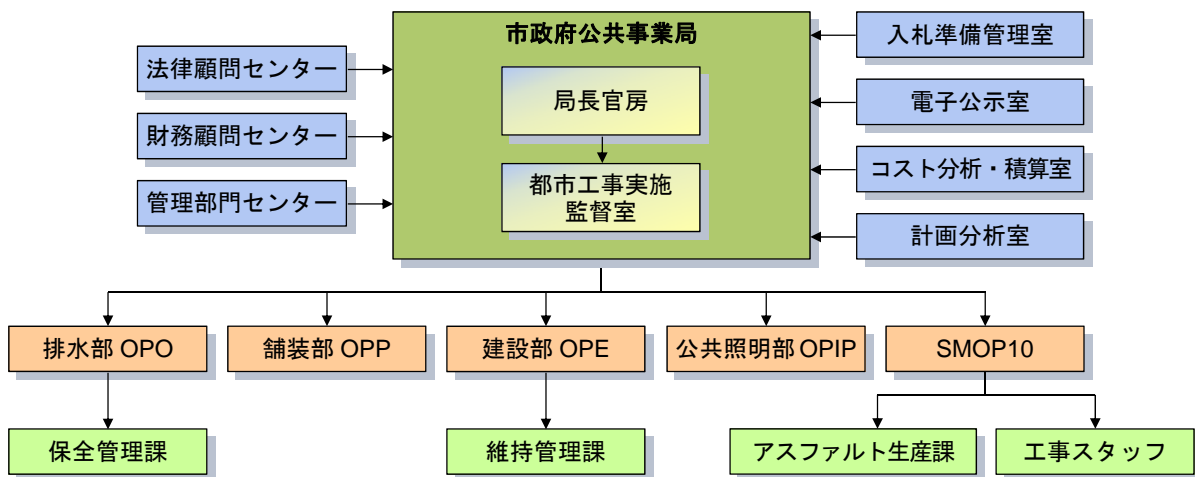 市政府公共事業局
局長官房
都市工事実施
監督室
法律顧問センター
財務顧問センター
管理部門センター
入札準備管理室
電子公示室
コスト分析・積算室
計画分析室
排水部 OPO
舗装部 OPP
建設部 OPE
公共照明部 OPIP
SMOP10
保全管理課
維持管理課
アスファルト生産課
工事スタッフ